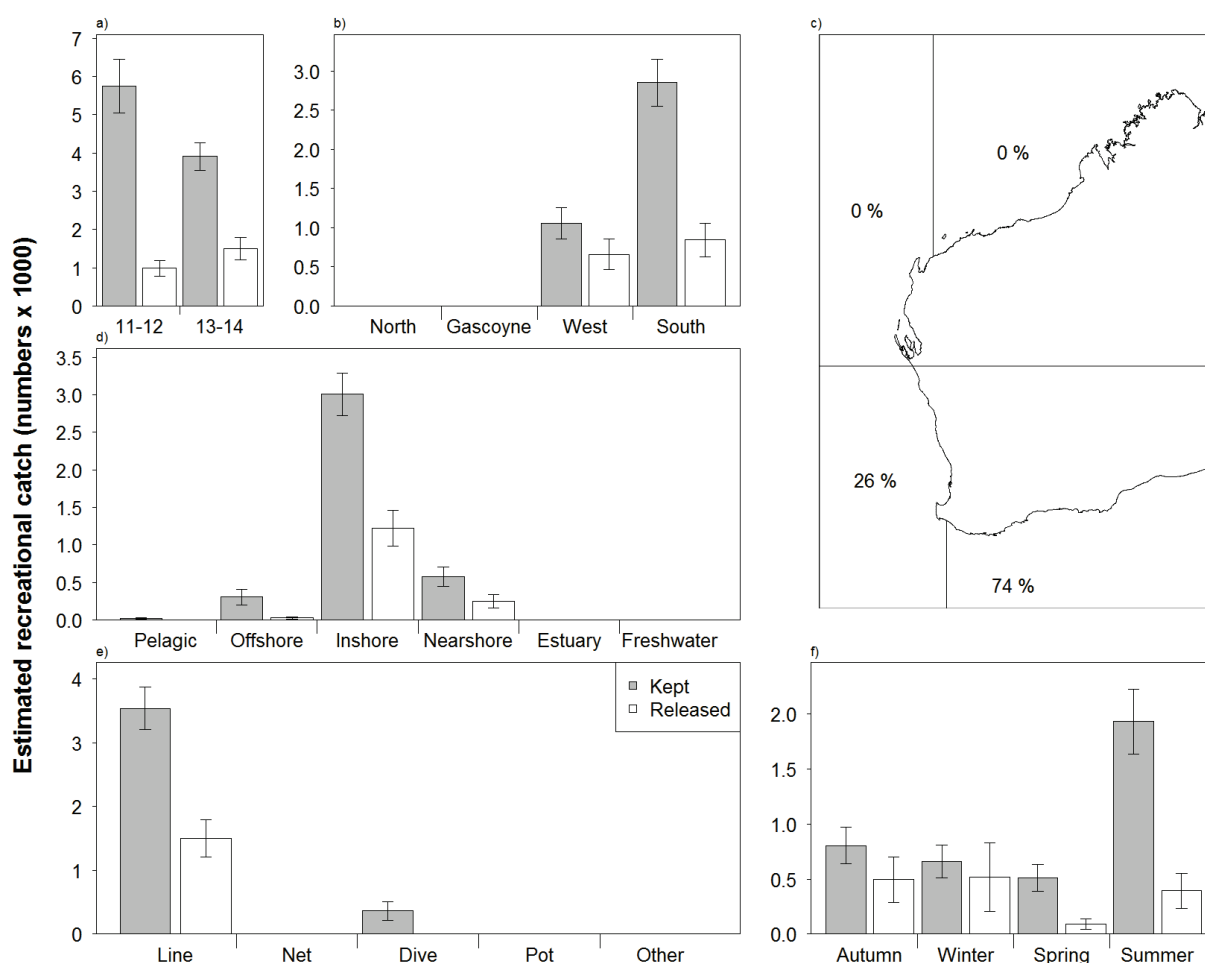 Estimated recreational catch (numbers x 1000)
a)
7
6
5
4
3
2
1
0
11-12 13-14
b)
3.0
2.5
2.0
1.5
1.0
0.5
0.0
North Gascoyne West South
c)
0 %
0 %
26 %
74 %
d)
3.5
3.0
2.5
2.0
1.5
1.0
0.5
0.0
Pelagic Offshore Inshore Nearshore Estuary Freshwater
e)
4
3
2
1
0
Line Net Dive Pot Other
Kept
Released
f)
2.0
1.5
1.0
0.5
0.0
Autumn Winter Spring Summer